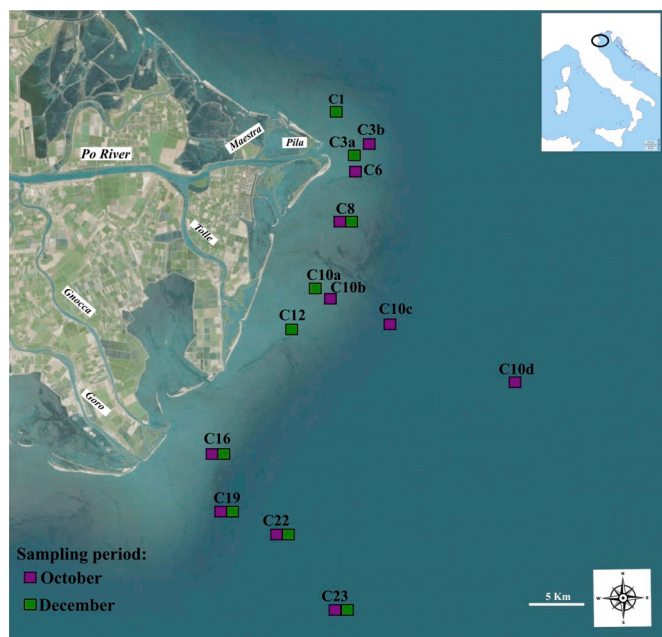 C1
C3b
C3a
C6
Maestra
Pila
Po River
C8
Tolle
C10a
C10b
C10c
C12
Gnocca
C10d
Goro
C16
C19
C22
C23
Sampling period:
October
December
5 Km
N
W
E
S